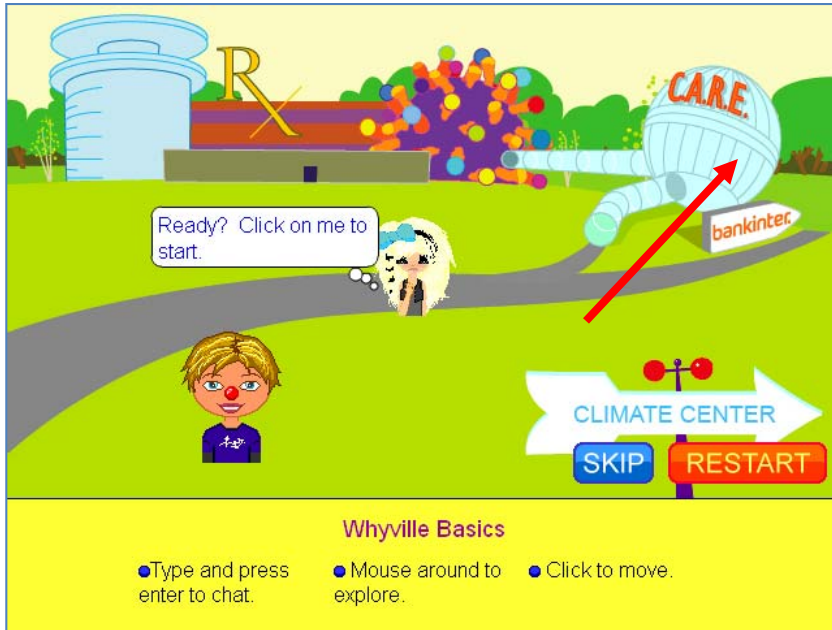 Rx
C.A.R.E.
bankinter.
Ready? Click on me to
start.
CLIMATE CENTER
SKIP
RESTART
Whyville Basics
●Type and press
enter to chat.
● Mouse around to
explore.
● Click to move.